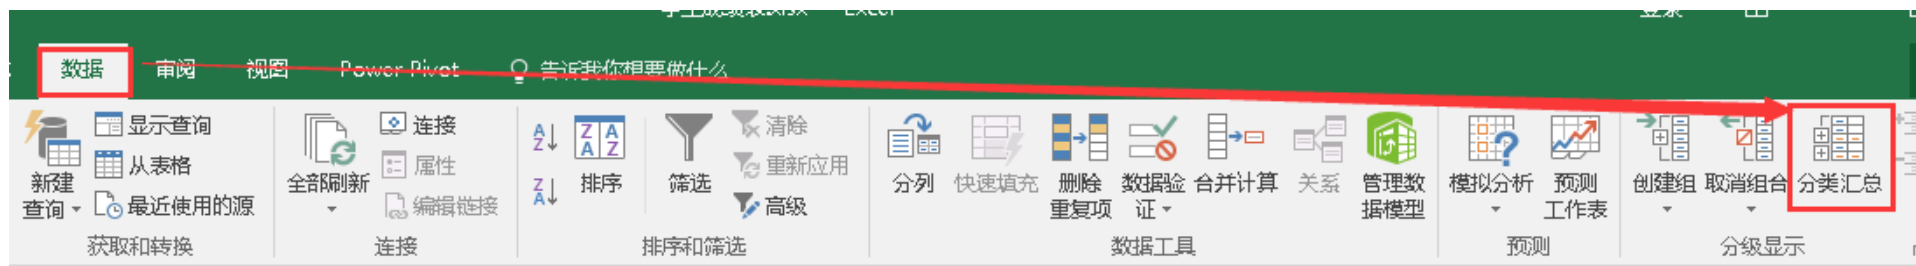 登录
数据 审阅 视图 Power Pivot 告诉我你想要做什么
新建
查询
显示查询
从表格
最近使用的源
获取和转换
全部刷新
连接
属性
编辑链接
连接
排序
筛选
清除
重新应用
高级
排序和筛选
分列
快速填充
删除
重复项
数据验
证
合并计算
关系
管理数
据模型
数据工具
模拟分析
预测
工作表
预测
创建组
取消组合
分类汇总
分级显示